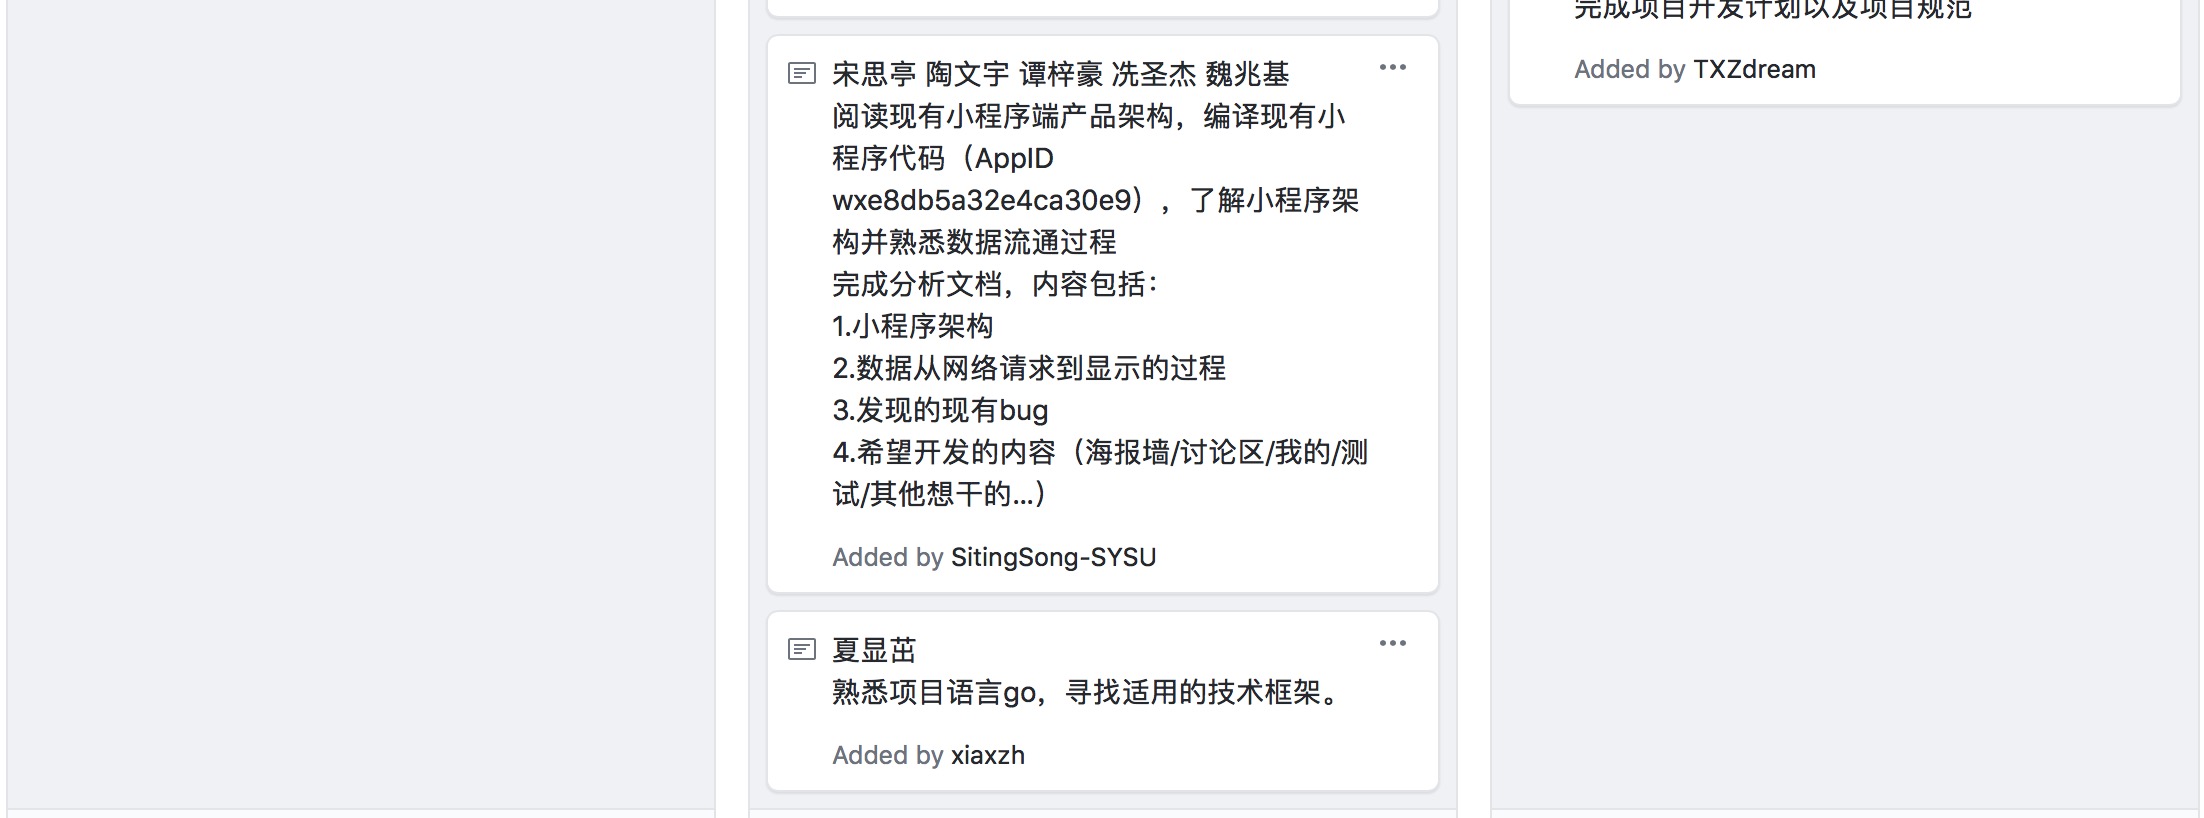 宋思亭 陶文宇 谭梓豪 冼圣杰 魏兆基
阅读现有小程序端产品架构，编译现有小
程序代码（AppID
wxe8db5a32e4ca30e9），了解小程序架
构并熟悉数据流通过程
完成分析文档，内容包括：
1.小程序架构
2.数据从网络请求到显示的过程
3.发现的现有bug
4.希望开发的内容（海报墙/讨论区/我的/测
试/其他想干的...）
Added by SitingSong-SYSU
夏显茁
熟悉项目语言go，寻找适用的技术框架。
Added by xiaxzh
完成项目开发计划以及项目规范
Added by TXZdream